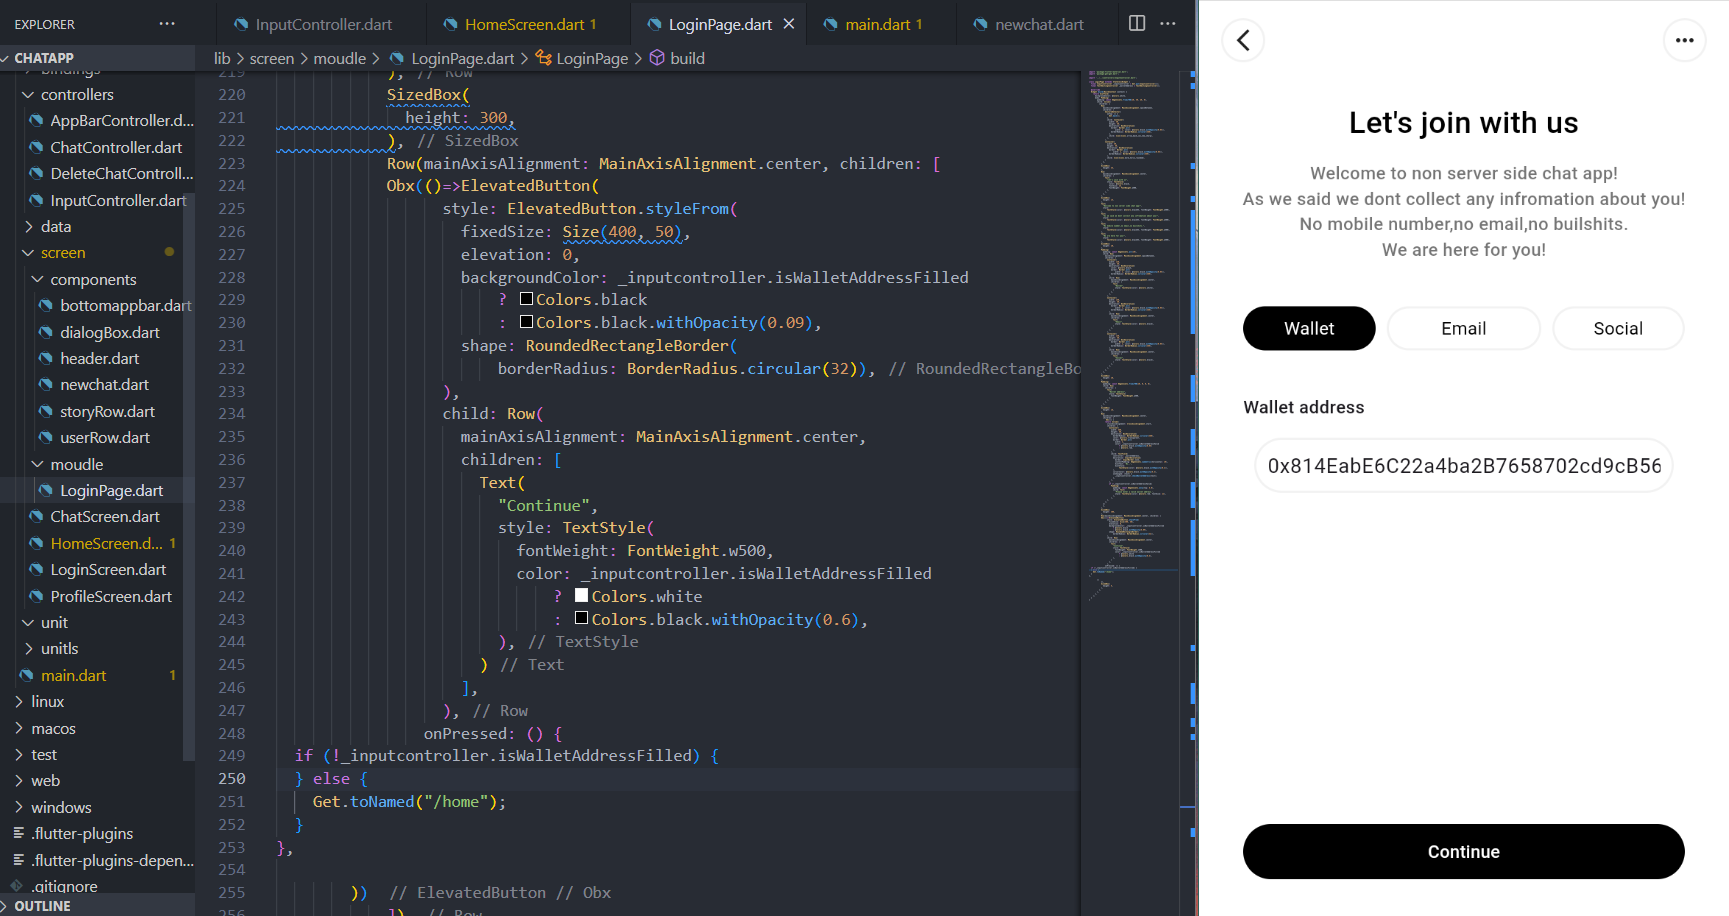 EXPLORER
InputController.dart
HomeScreen.dart 1
LoginPage.dart
main.dart 1
newchat.dart
CHATAPP
lib > screen > moudle > LoginPage.dart > LoginPage > build
bindings
controllers
AppBarController.d...
ChatController.dart
DeleteChatControll...
InputController.dart
data
screen
components
bottomappbar.dart
dialogBox.dart
header.dart
newchat.dart
storyRow.dart
userRow.dart
moudle
LoginPage.dart
ChatScreen.dart
HomeScreen.d... 1
LoginScreen.dart
ProfileScreen.dart
unit
unitls
main.dart 1
linux
macos
test
web
windows
.flutter-plugins
.flutter-plugins-depen...
.gitignore
OUTLINE
219 ), // Row
220 SizedBox(
221 height: 300,
222 ), // SizedBox
223 Row(mainAxisAlignment: MainAxisAlignment.center, children: [
224 Obx(()=>ElevatedButton(
225 style: ElevatedButton.styleFrom(
226 fixedSize: Size(400, 50),
227 elevation: 0,
228 backgroundColor: _inputcontroller.isWalletAddressFilled
229 ? Colors.black
230 : Colors.black.withOpacity(0.09),
231 shape: RoundedRectangleBorder(
232 borderRadius: BorderRadius.circular(32)), // RoundedRectangleBo
233 ),
234 child: Row(
235 mainAxisAlignment: MainAxisAlignment.center,
236 children: [
237 Text(
238 "Continue",
239 style: TextStyle(
240 fontWeight: FontWeight.w500,
241 color: _inputcontroller.isWalletAddressFilled
242 ? Colors.white
243 : Colors.black.withOpacity(0.6),
244 ), // TextStyle
245 ) // Text
246 ],
247 ), // Row
248 onPressed: () {
249 if (!_inputcontroller.isWalletAddressFilled) {
250 } else {
251 Get.toNamed("/home");
252 }
253 },
254
255 )) // ElevatedButton // Obx
256 ]), // Row
Let's join with us
Welcome to non server side chat app!
As we said we dont collect any infromation about you!
No mobile number,no email,no builshits.
We are here for you!
Wallet
Email
Social
Wallet address
0x814EabE6C22a4ba2B7658702cd9cB56
Continue